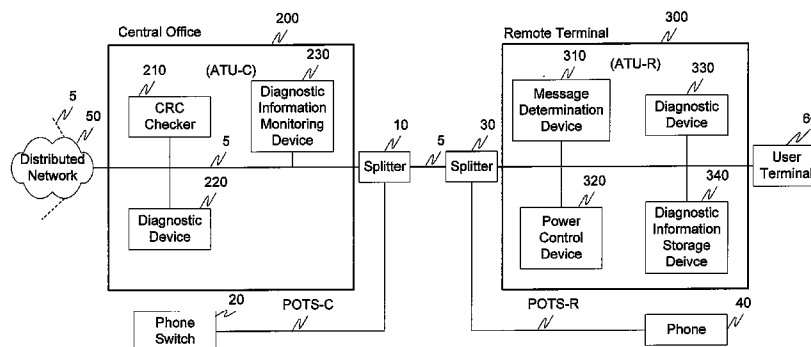 Central Office
200
Remote Terminal
300
210
(ATU-C)
230
310
(ATU-R)
330
CRC
Checker
Diagnostic
Information
Monitoring
Device
Message
Determination
Device
Diagnostic
Device
5
50
10
5
30
Distributed
Network
5
Splitter
Splitter
User
Terminal
220
320
340
Diagnostic
Device
Power
Control
Device
Diagnostic
Information
Storage
Deivce
20
POTS-C
POTS-R
40
Phone
Switch
Phone